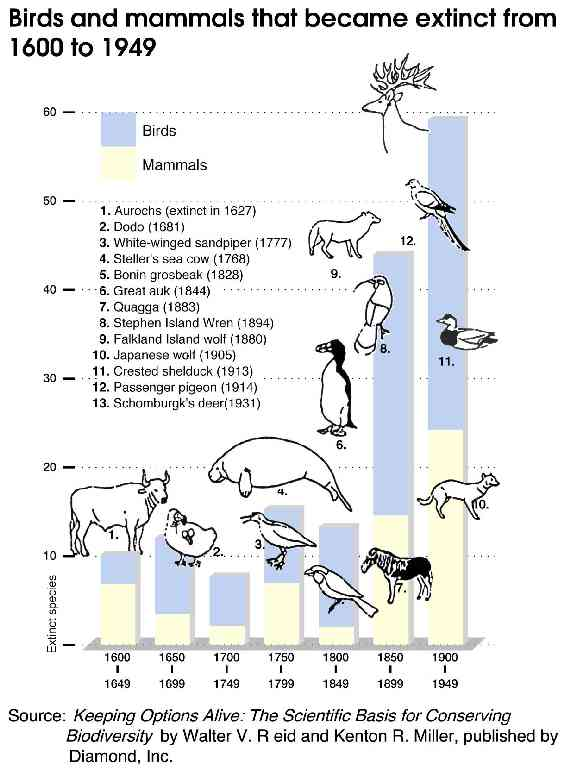 Birds and mammals that became extinct from
1600 to 1949
60
Birds
Mammals
50
1. Aurochs (extinct in 1627)
2. Dodo (1681)
3. White-winged sandpiper (1777)
4. Steller's sea cow (1768)
5. Bonin grosbeak (1828)
6. Great auk (1844)
7. Quagga (1883)
8. Stephen Island Wren (1894)
9. Falkland Island wolf (1880)
10. Japanese wolf (1905)
11. Crested shelduck (1913)
12. Passenger pigeon (1914)
13. Schomburgk's deer(1931)
12.
9.
40
8.
11.
30
6.
20
4.
10.
1.
2.
3.
10
7.
Extinct species
1600 1650 1700 1750 1800 1850 1900
1649 1699 1749 1799 1849 1899 1949
Source: Keeping Options Alive: The Scientific Basis for Conserving
Biodiversity by Walter V. R eid and Kenton R. Miller, published by
Diamond, Inc.